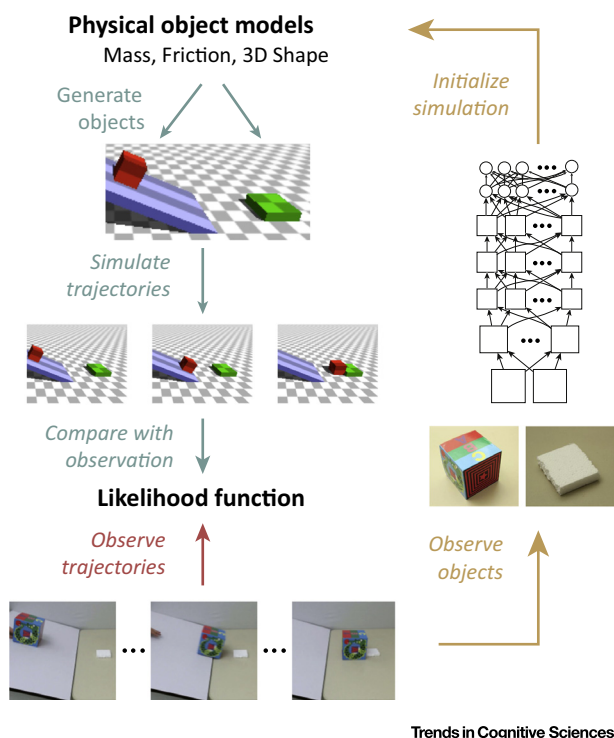 Physical object models
Mass, Friction, 3D Shape
Generate
objects
Initialize
simulation
Simulate
trajectories
Compare with
observation
Likelihood function
Observe
trajectories
Observe
objects
Trends in Cognitive Sciences